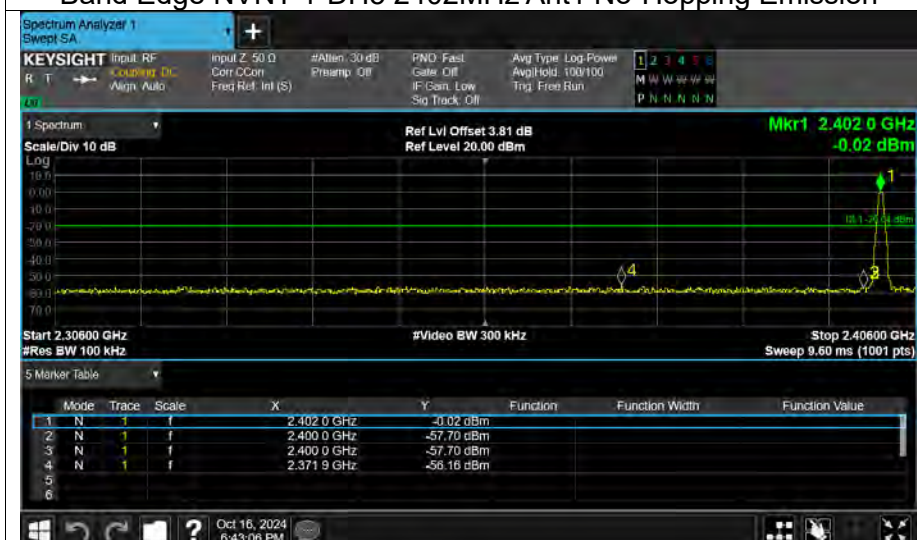 Band Edge NVNT 1-DH5 2402MHz Ant1 No-Hopping Emission
Spectrum Analyzer 1
Swept SA
+
KEYSIGHT Input: RF Input Z: 50 Ω #Atten: 30 dB PNO: Fast Avg Type: Log-Power 1 2 3 4 5 6
R T Coupling: DC Corr CCorr Preamp: Off Gate: Off Avg|Hold: 100/100 M W W W W W
Align: Auto Freq Ref: Int (S) IF Gain: Low Trig: Free Run
Sig Track: Off P N N N N N
1 Spectrum
Ref Lvl Offset 3.81 dB Mkr1 2.402 0 GHz
Scale/Div 10 dB Ref Level 20.00 dBm -0.02 dBm
Log
10.0
0.00
-10.0
-20.0
-30.0
-40.0
-50.0
-60.0
-70.0
1
4
Start 2.30600 GHz #Video BW 300 kHz Stop 2.40600 GHz
#Res BW 100 kHz Sweep 9.60 ms (1001 pts)
5 Marker Table
Mode Trace Scale X Y Function Function Width Function Value
1 N 1 f 2.402 0 GHz -0.02 dBm
2 N 1 f 2.400 0 GHz -57.70 dBm
3 N 1 f 2.400 0 GHz -57.70 dBm
4 N 1 f 2.371 9 GHz -56.16 dBm
5
6
?
Oct 16, 2024
6:43:06 PM